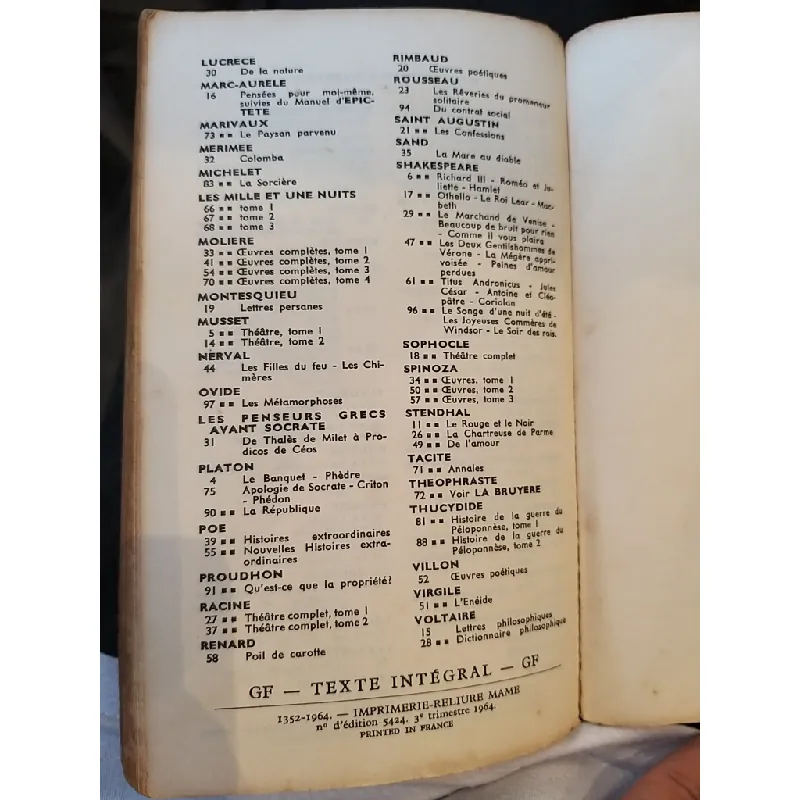 LUCRECE
30 De la nature
MARC-AURELE
16 Pensées pour moi-même,
suivies du Manuel d'EPIC-
TETE
MARIVAUX
73 ■■ Le Paysan parvenu
MERIMEE
32 Colomba
MICHELET
83 ■■ La Sorcière
LES MILLE ET UNE NUITS
66 ■■ tome 1
67 ■■ tome 2
68 ■■ tome 3
MOLIERE
33 ■■ Œuvres complètes, tome 1
41 ■■ Œuvres complètes, tome 2
54 ■■ Œuvres complètes, tome 3
70 ■■ Œuvres complètes, tome 4
MONTESQUIEU
19 Lettres persanes
MUSSET
5 ■■ Théâtre, tome 1
14 ■■ Théâtre, tome 2
NERVAL
44 Les Filles du feu - Les Chi-
mères
OVIDE
97 ■■ Les Métamorphoses
LES PENSEURS GRECS
AVANT SOCRATE
31 De Thalès de Milet à Pro-
dicos de Céos
PLATON
4 Le Banquet - Phèdre
75 Apologie de Socrate - Criton
- Phédon
90 ■■ La République
POE
39 ■■ Histoires extraordinaires
55 ■■ Nouvelles Histoires extra-
ordinaires
PROUDHON
91 ■■ Qu'est-ce que la propriété?
RACINE
27 ■■ Théâtre complet, tome 1
37 ■■ Théâtre complet, tome 2
RENARD
58 Poil de carotte
RIMBAUD
20 Œuvres poétiques
ROUSSEAU
23 Les Rêveries du promeneur
solitaire
94 Du contrat social
SAINT AUGUSTIN
21 ■■ Les Confessions
SAND
35 La Mare au diable
SHAKESPEARE
6 ■■ Richard III - Roméo et Ju-
liette - Hamlet
17 ■■ Othello - Le Roi Lear - Mac-
beth
29 ■■ Le Marchand de Venise -
Beaucoup de bruit pour rien
- Comme il vous plaira
47 ■■ Les Deux Gentilshommes de
Vérone - La Mégère appri-
voisée - Peines d'amour
perdues
61 ■■ Titus Andronicus - Jules
César - Antoine et Cléo-
pâtre - Coriolan
96 ■■ Le Songe d'une nuit d'été -
Les Joyeuses Commères de
Windsor - Le Soir des rois.
SOPHOCLE
18 ■■ Théâtre complet
SPINOZA
34 ■■ Œuvres, tome 1
50 ■■ Œuvres, tome 2
57 ■■ Œuvres, tome 3
STENDHAL
11 ■■ Le Rouge et le Noir
26 ■■ La Chartreuse de Parme
49 ■■ De l'amour
TACITE
71 ■■ Annales
THEOPHRASTE
72 ■■ Voir LA BRUYERE
THUCYDIDE
81 ■■ Histoire de la guerre du
Péloponnèse, tome 1
88 ■■ Histoire de la guerre du
Péloponnèse, tome 2
VILLON
52 Œuvres poétiques
VIRGILE
51 ■■ L'Enéide
VOLTAIRE
15 Lettres philosophiques
28 ■■ Dictionnaire philosophique
GF — TEXTE INTÉGRAL — GF
1352-1964. — IMPRIMERIE-RELIURE MAME
n° d'édition 5424. 3e trimestre 1964.
PRINTED IN FRANCE